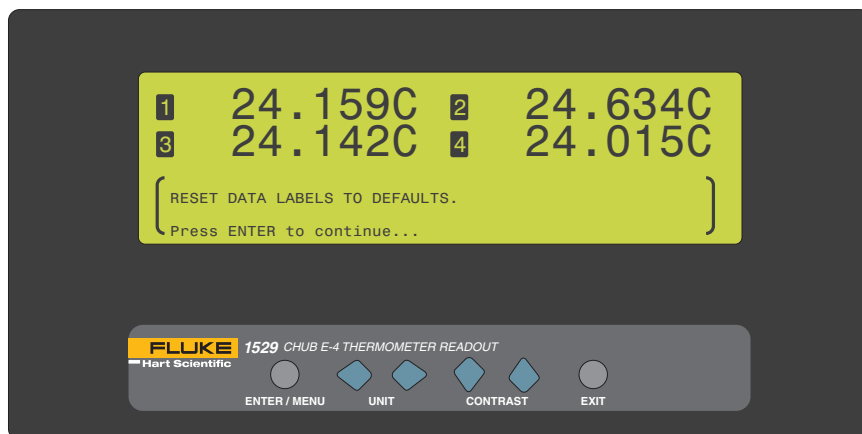 1 24.159C 2 24.634C
3 24.142C 4 24.015C
RESET DATA LABELS TO DEFAULTS.
Press ENTER to continue...
FLUKE
Hart Scientific
1529 CHUB E-4 THERMOMETER READOUT
ENTER / MENU UNIT CONTRAST EXIT